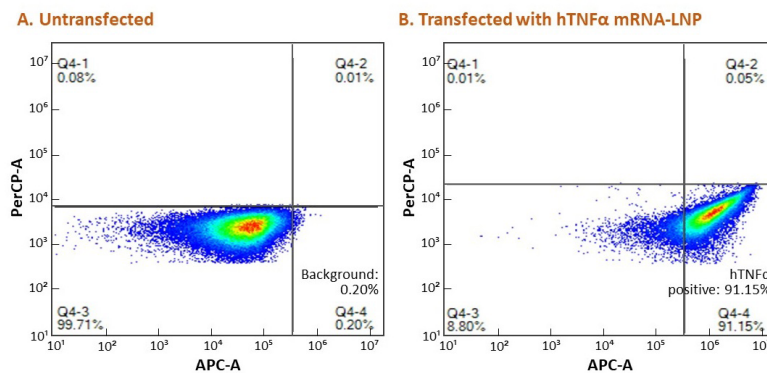 A. Untransfected
10⁷
10⁶
10⁵
10⁴
10³
10²
10¹
PerCP-A
Q4-1
0.08%
Q4-2
0.01%
Background:
0.20%
Q4-3
99.71%
Q4-4
0.20%
10¹ 10² 10³ 10⁴ 10⁵ 10⁶ 10⁷
APC-A
B. Transfected with hTNFα mRNA-LNP
10⁷
10⁶
10⁵
10⁴
10³
10²
10¹
PerCP-A
Q4-1
0.01%
Q4-2
0.05%
hTNFα
positive: 91.15%
Q4-3
8.80%
Q4-4
91.15%
10¹ 10² 10³ 10⁴ 10⁵ 10⁶
APC-A